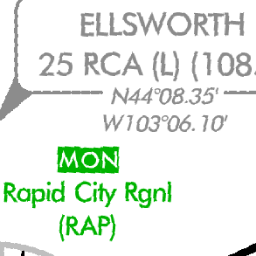 ELLSWORTH
25 RCA (L) (108.
N44°08.35'
W103°06.10'
MON
Rapid City Rgnl
(RAP)